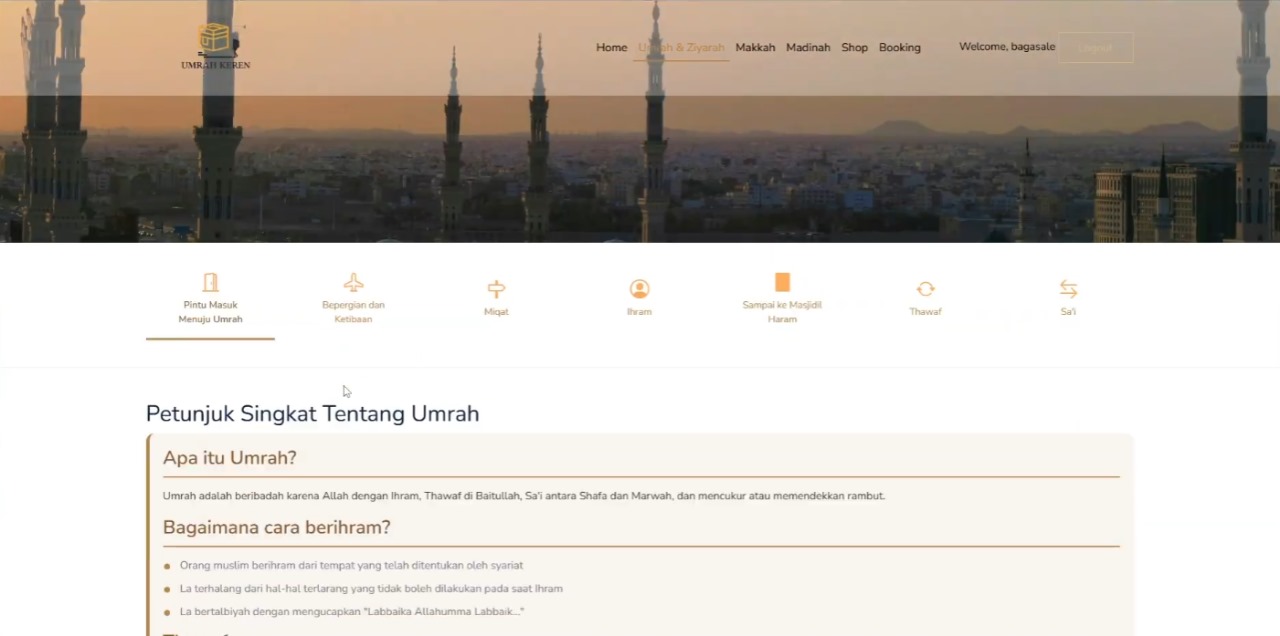 UMRAH KEREN
Home Umrah & Ziyarah Makkah Madinah Shop Booking Welcome, bagasale Logout
Pintu Masuk
Menuju Umrah
Bepergian dan
Ketibaan
Miqat
Ihram
Sampai ke Masjidil
Haram
Thawaf
Sa'i
Petunjuk Singkat Tentang Umrah
Apa itu Umrah?
Umrah adalah beribadah karena Allah dengan Ihram, Thawaf di Baitullah, Sa'i antara Shafa dan Marwah, dan mencukur atau memendekkan rambut.
Bagaimana cara berihram?
Orang muslim berihram dari tempat yang telah ditentukan oleh syariat
La terhalang dari hal-hal terlarang yang tidak boleh dilakukan pada saat Ihram
La bertalbiyah dengan mengucapkan "Labbaika Allahumma Labbaik..."